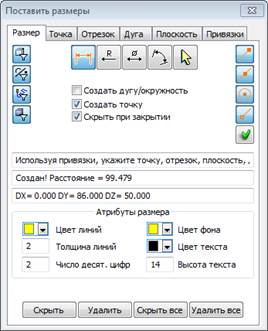 Поставить размеры
Размер Точка Отрезок Дуга Плоскость Привязки
R ø
Создать дугу/окружность
Создать точку
Скрыть при закрытии
Используя привязки, укажите точку, отрезок, плоскость, ,
Создан! Расстояние = 99.479
DX= 0.000 DY= 86.000 DZ= 50.000
Атрибуты размера
Цвет линий Цвет фона
2 Толщина линий Цвет текста
2 Число десят. цифр 14 Высота текста
Скрыть Удалить Скрыть все Удалить все